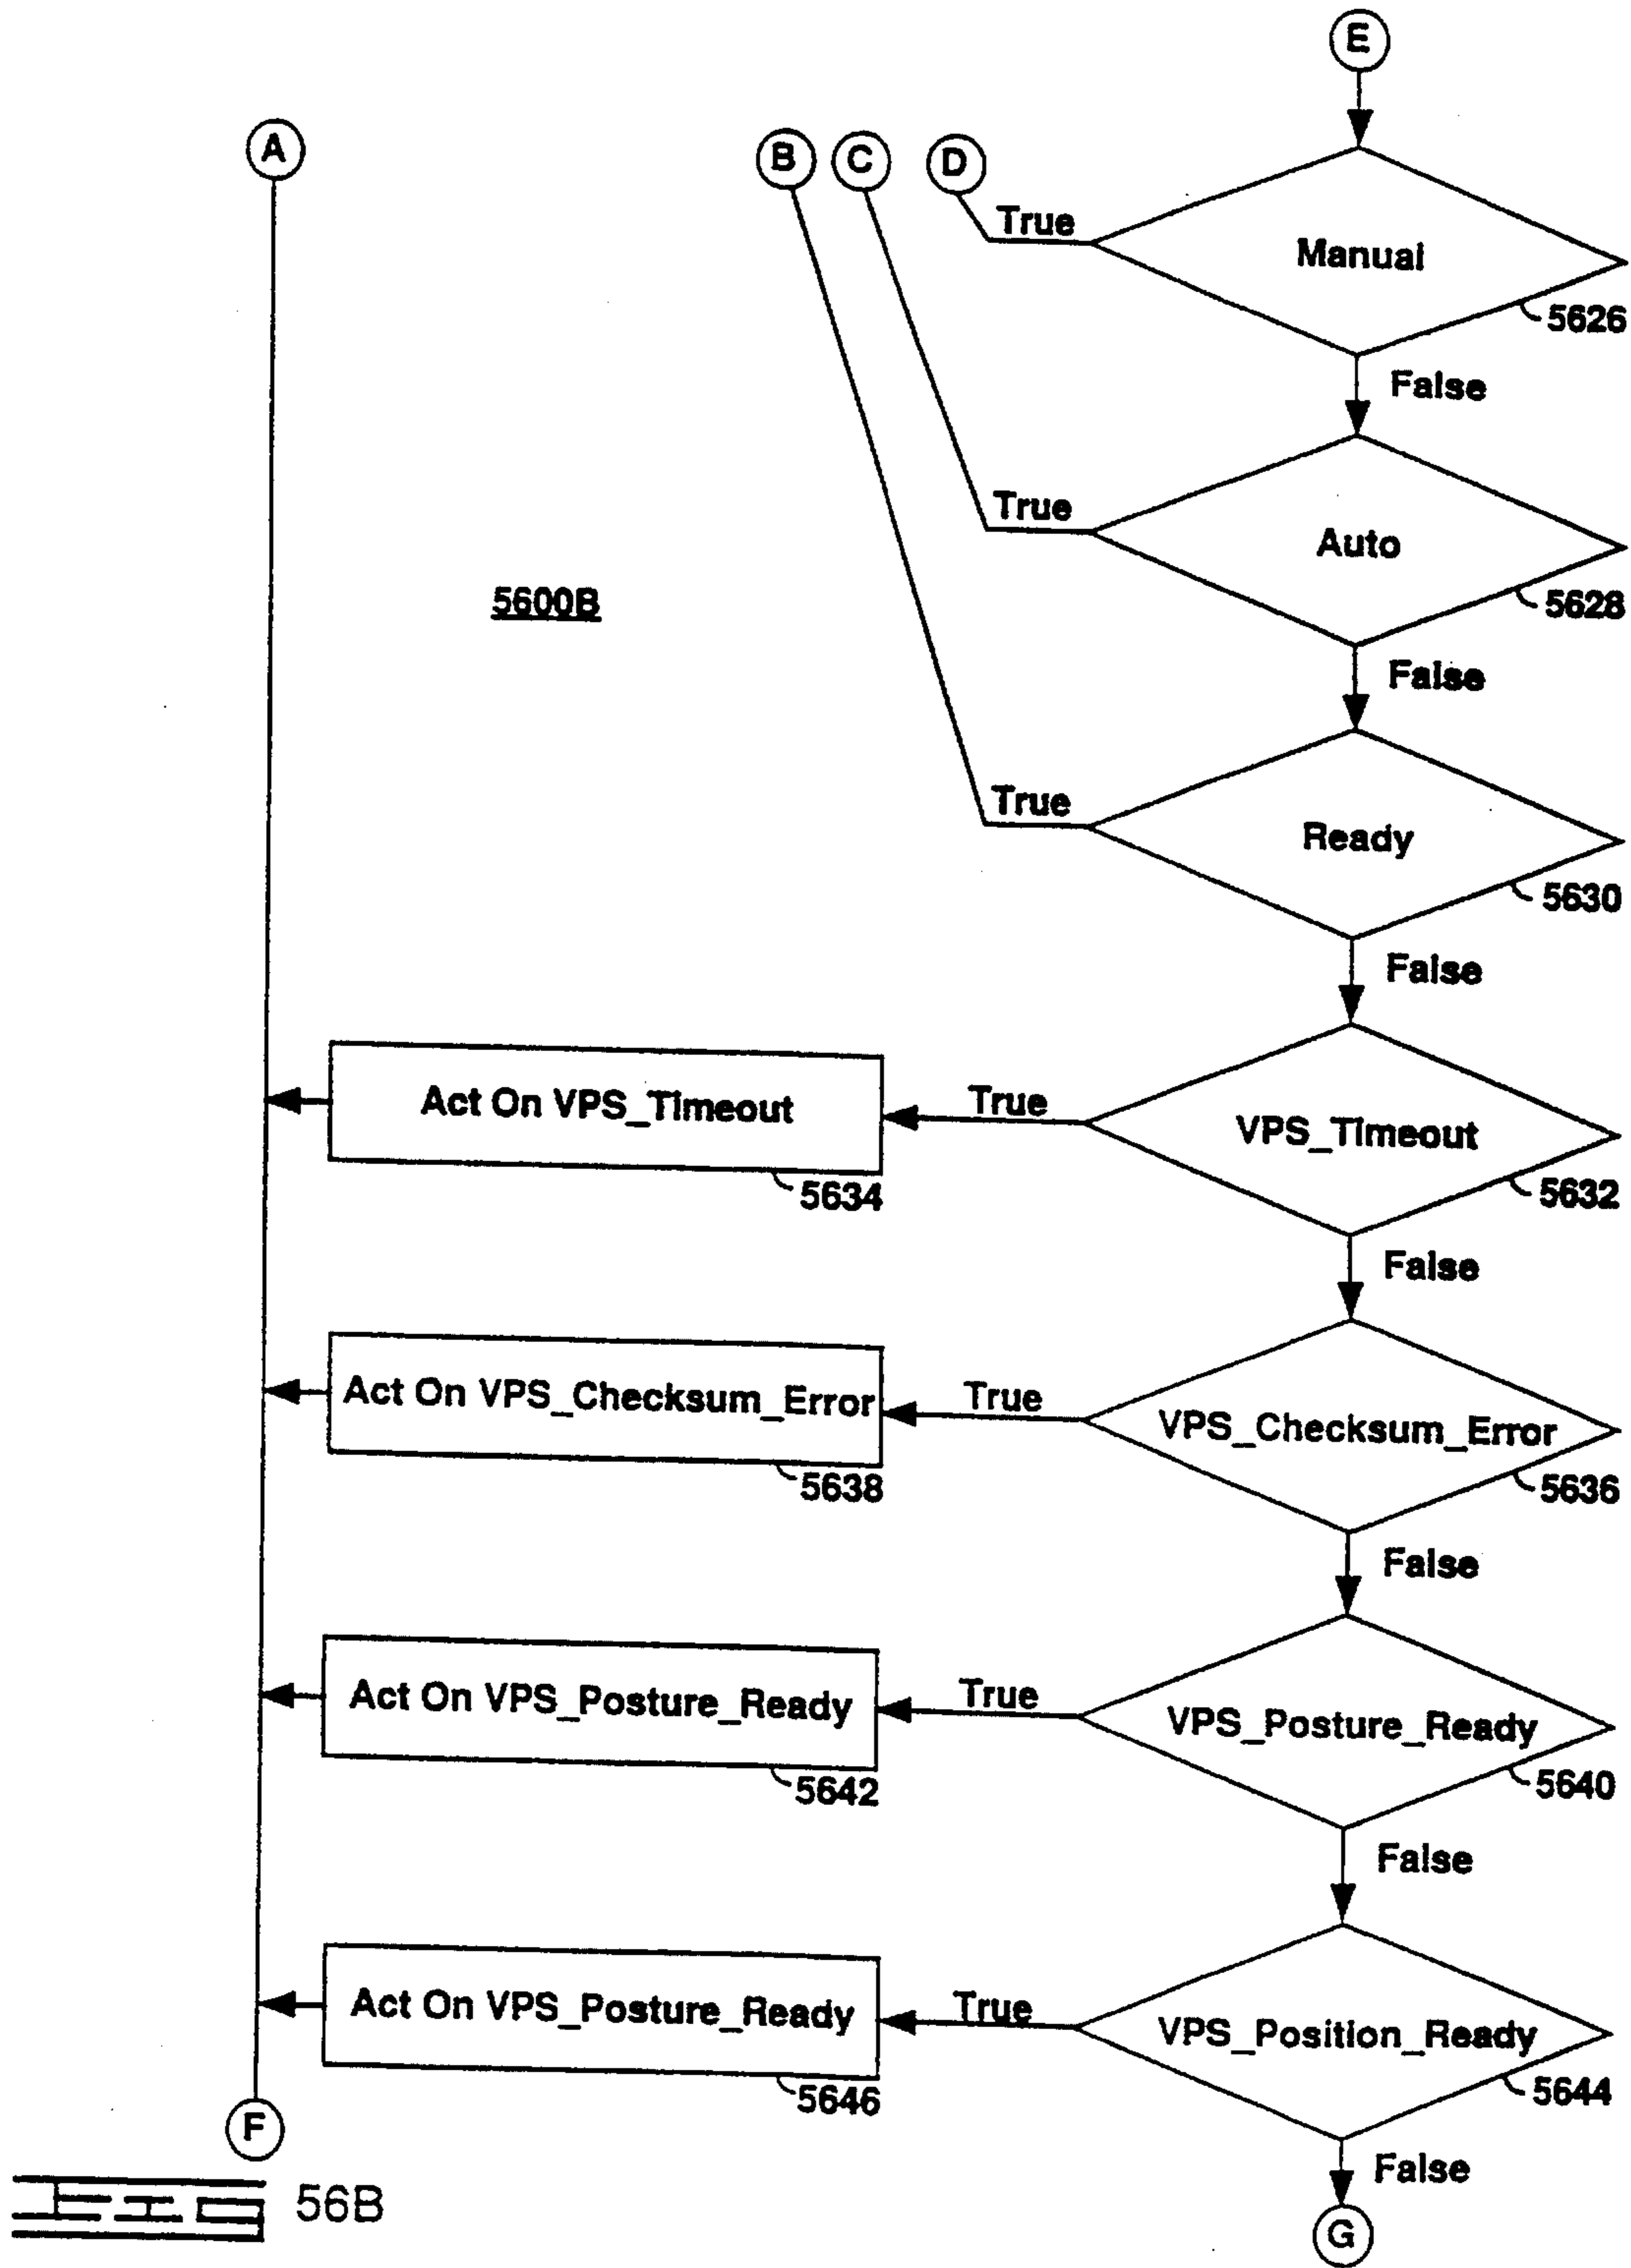 E
A
B
C
D
True
Manual
5626
False
True
Auto
5628
5600B
False
True
Ready
5630
False
Act On VPS_Timeout
True
VPS_Timeout
5634
5632
False
Act On VPS_Checksum_Error
True
VPS_Checksum_Error
5638
5636
False
Act On VPS_Posture_Ready
True
VPS_Posture_Ready
5642
5640
False
Act On VPS_Posture_Ready
True
VPS_Position_Ready
5646
5644
F
False
FIG 56B
G